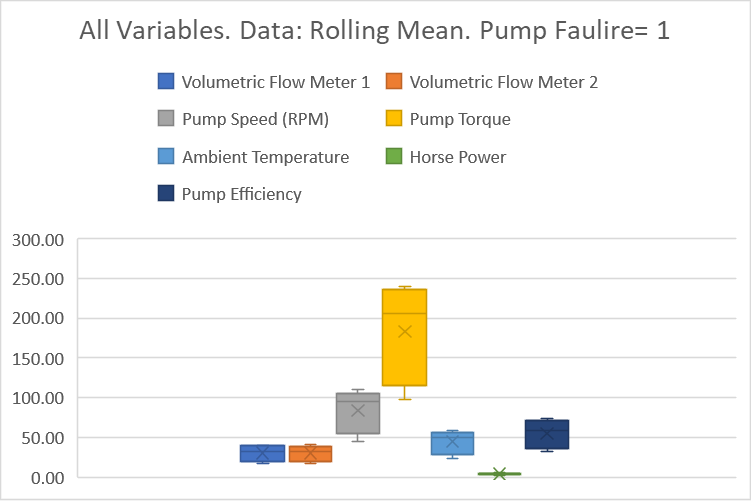 All Variables. Data: Rolling Mean. Pump Faulire= 1
Volumetric Flow Meter 1 Volumetric Flow Meter 2
Pump Speed (RPM) Pump Torque
Ambient Temperature Horse Power
Pump Efficiency
300.00
250.00
200.00
150.00
100.00
50.00
0.00